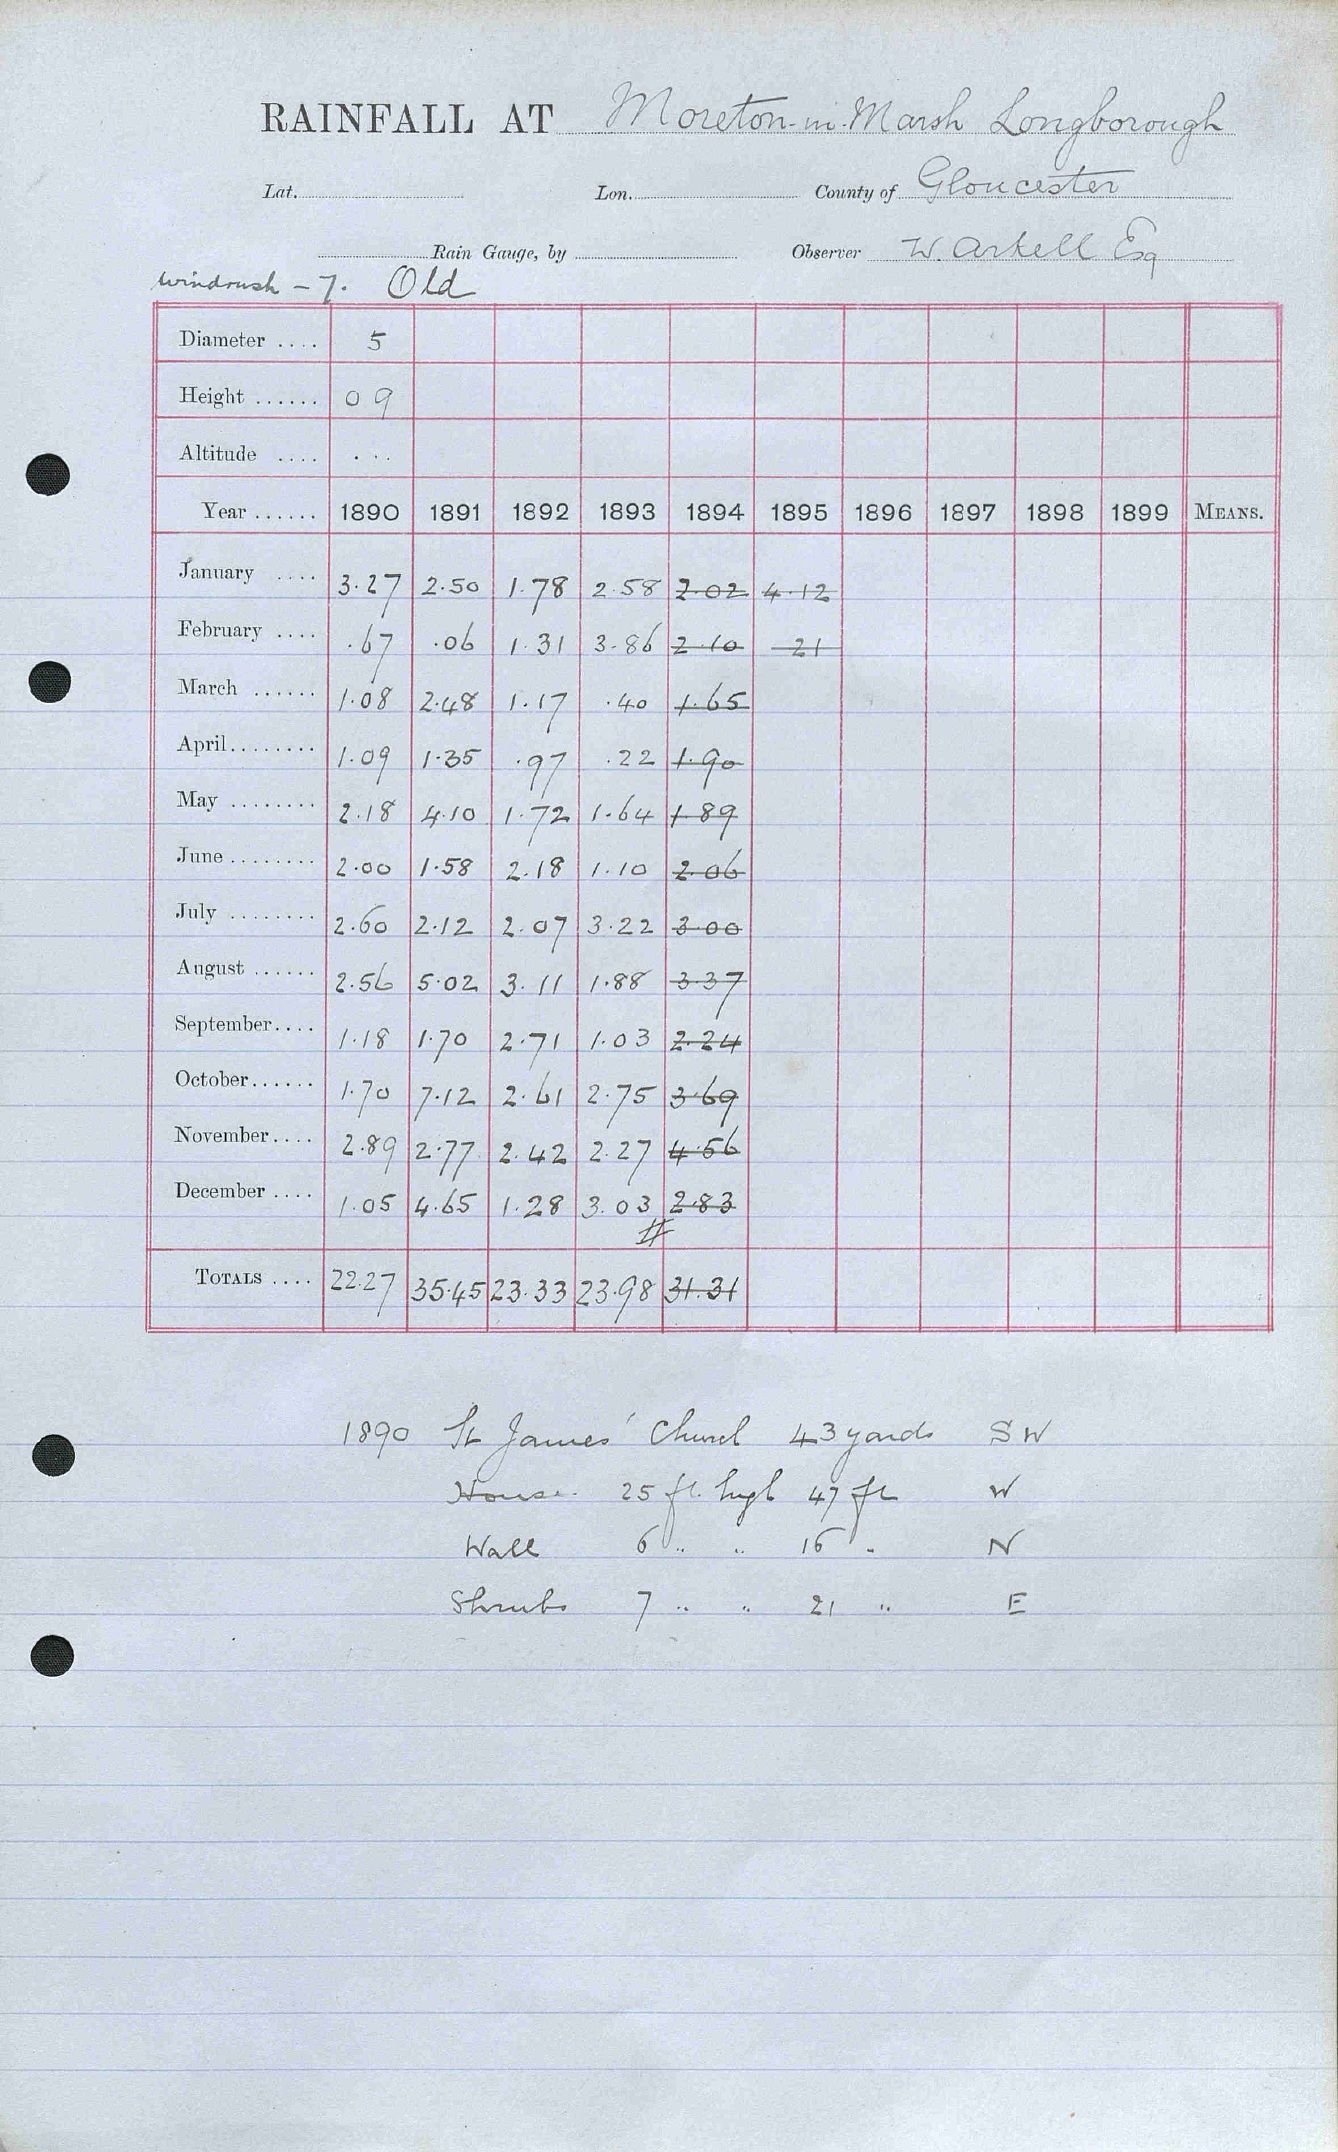 RAINFALL AT Moreton-in-Marsh Longborough
Lat. Lon. County of Gloucester
Rain Gauge, by Observer W. Arkell Esq
Windrush – 7. Old
Diameter .... 5
Height ...... 0 9
Altitude .... ...
Year ...... 1890 1891 1892 1893 1894 1895 1896 1897 1898 1899 MEANS.
January .... 3.27 2.50 1.78 2.58 2.02 4.12
February .... .67 .06 1.31 3.86 2.10 21
March ...... 1.08 2.48 1.17 .40 1.65
April ........ 1.09 1.35 .97 .22 1.90
May ........ 2.18 4.10 1.72 1.64 1.89
June ........ 2.00 1.58 2.18 1.10 2.06
July ........ 2.60 2.12 2.07 3.22 3.00
August ...... 2.56 5.02 3.11 1.88 3.37
September .... 1.18 1.70 2.71 1.03 2.24
October ...... 1.70 7.12 2.61 2.75 3.69
November .... 2.89 2.77 2.42 2.27 4.56
December .... 1.05 4.65 1.28 3.03 2.83
#
TOTALS .... 22.27 35.45 23.33 23.98 31.31
1890 St James' Church 43 yards S W
House 25 ft. high 47 ft W
Wall 6 " " 16 " N
Shrubs 7 " " 21 " E